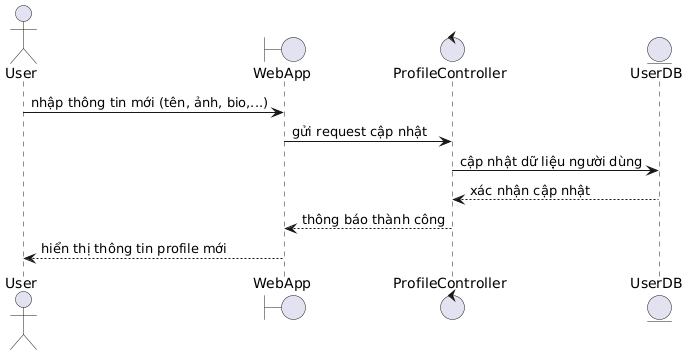 User
WebApp
ProfileController
UserDB
nhập thông tin mới (tên, ảnh, bio,...)
gửi request cập nhật
cập nhật dữ liệu người dùng
xác nhận cập nhật
thông báo thành công
hiển thị thông tin profile mới
User
WebApp
ProfileController
UserDB